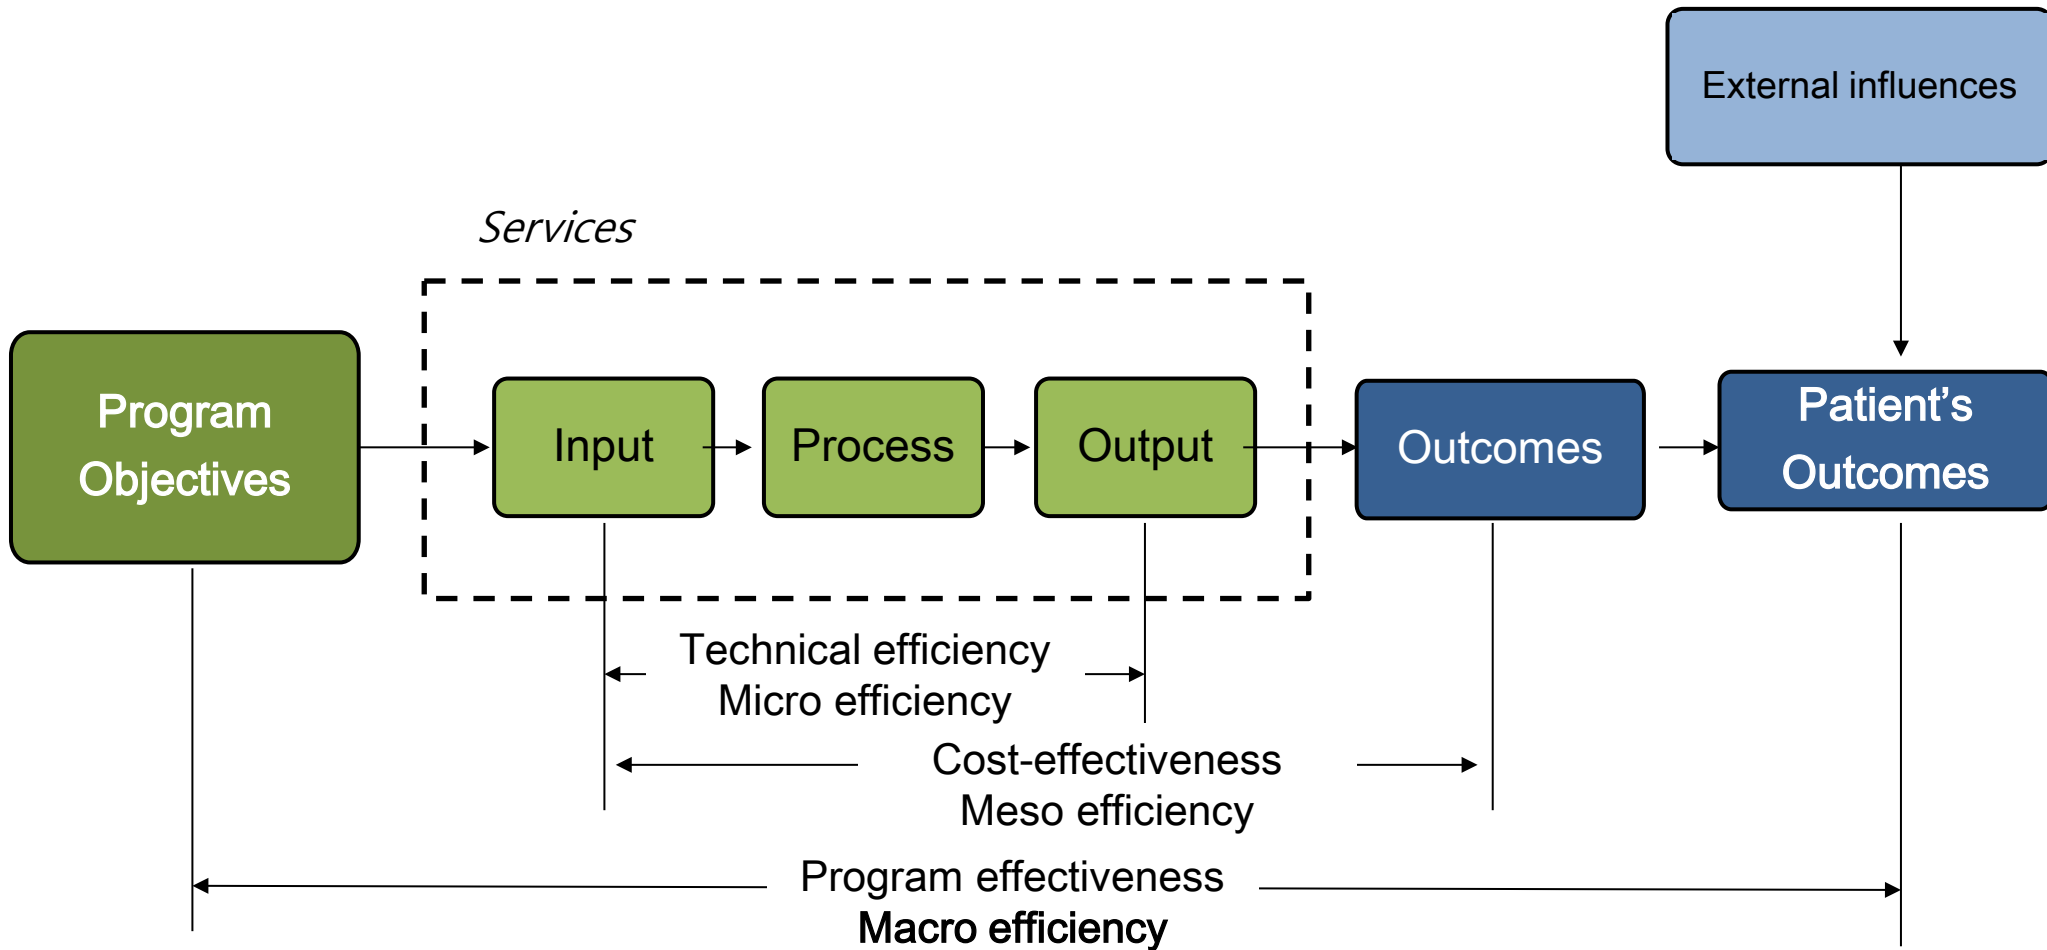 External influences
Services
Program
Objectives
Input
Process
Output
Outcomes
Patient’s
Outcomes
Technical efficiency
Micro efficiency
Cost-effectiveness
Meso efficiency
Program effectiveness
Macro efficiency